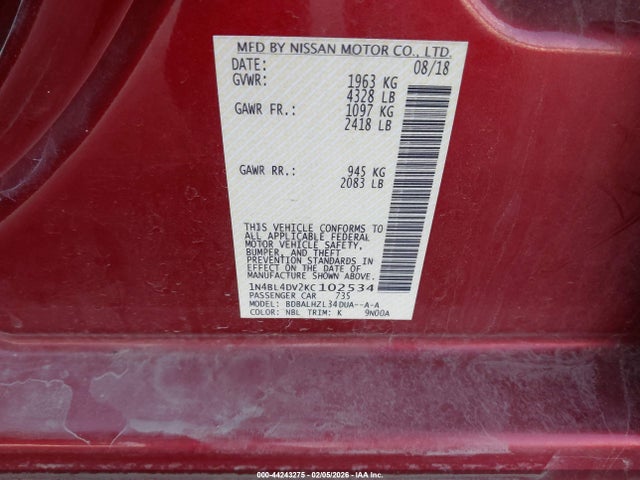 MFD BY NISSAN MOTOR CO., LTD.
DATE: 08/18
GVWR: 1963 KG
4328 LB
GAWR FR.: 1097 KG
2418 LB
GAWR RR.: 945 KG
2083 LB
THIS VEHICLE CONFORMS TO
ALL APPLICABLE FEDERAL
MOTOR VEHICLE SAFETY,
BUMPER, AND THEFT
PREVENTION STANDARDS IN
EFFECT ON THE DATE OF
MANUFACTURE SHOWN ABOVE.
1N4BL4DV2KC102534
PASSENGER CAR 735
MODEL: BDBALHZL34DUA--A-A
COLOR: NBL TRIM: K 9N00A
000-44243275 - 02/05/2026 - IAA Inc.